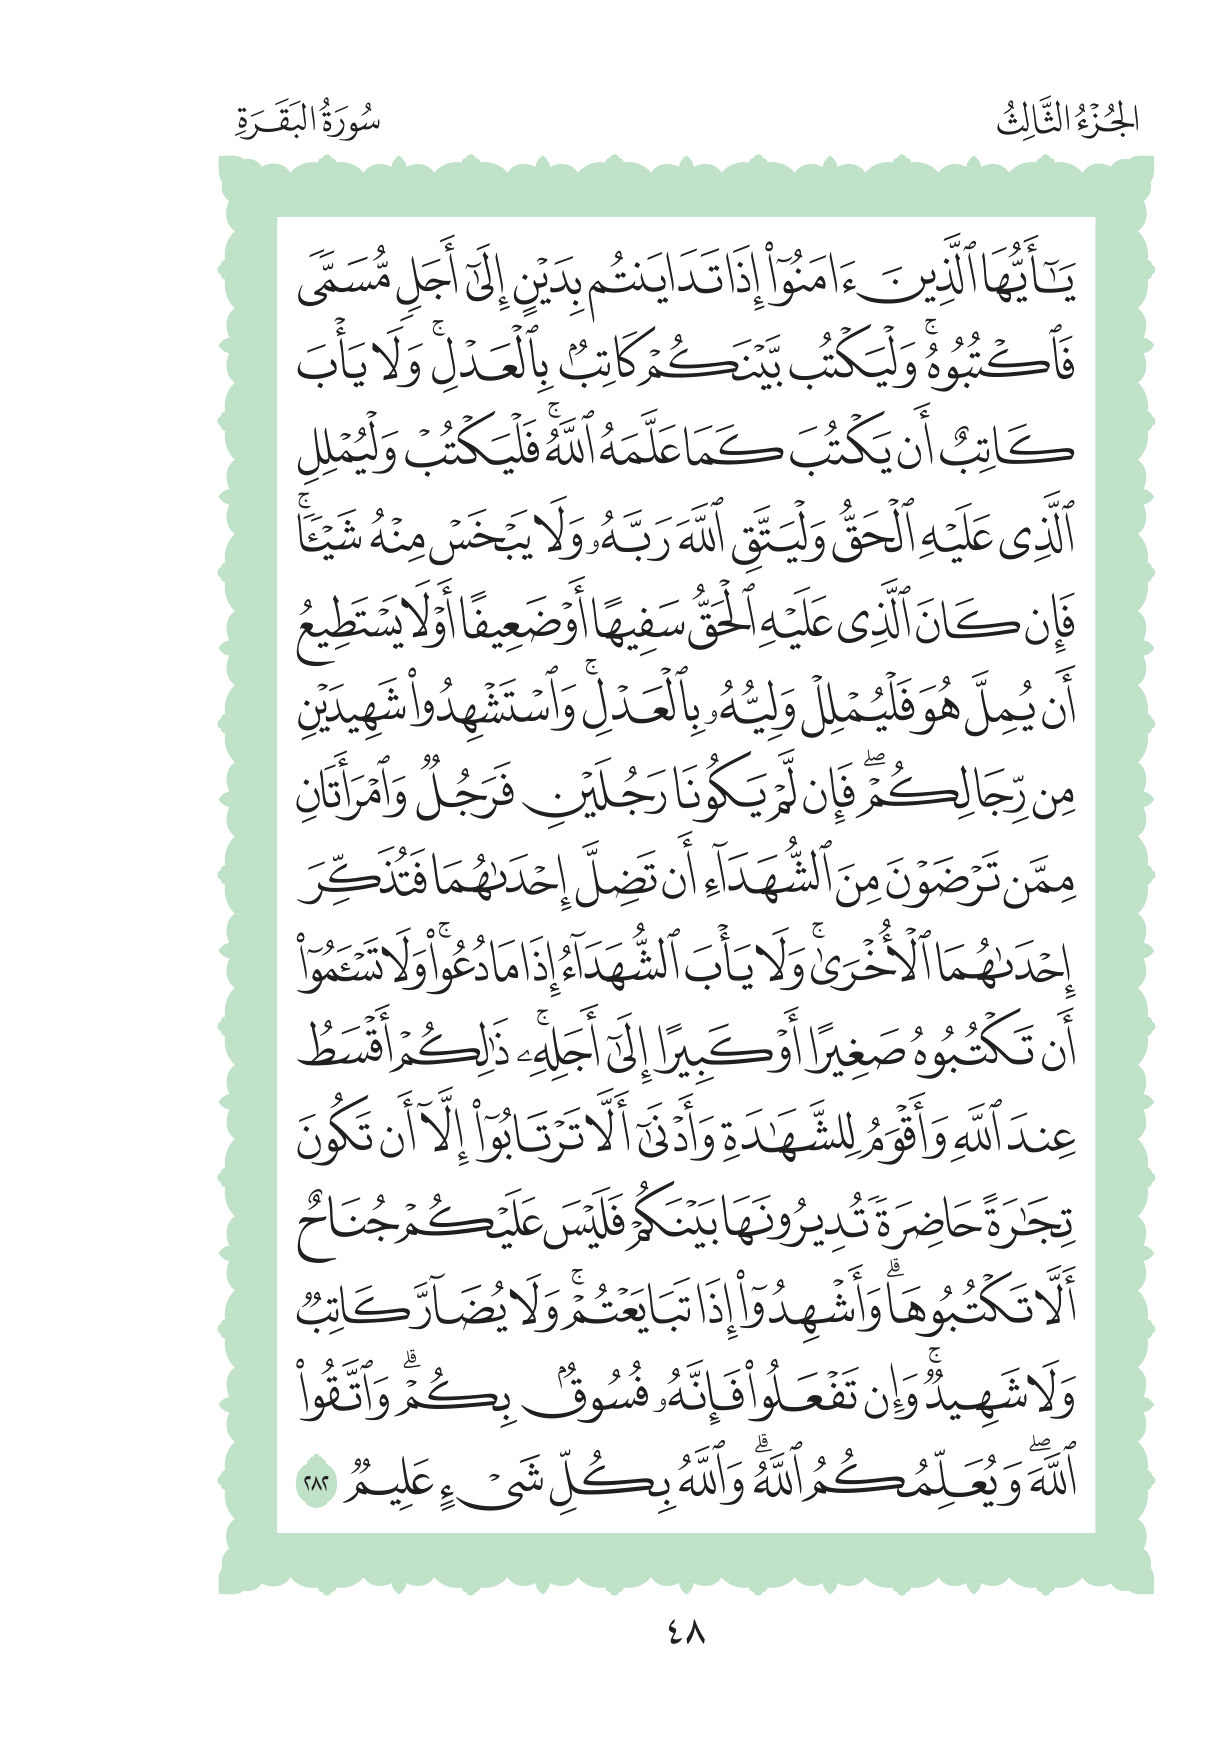 الجُزْءُ الثَّالِثُ
سُورَةُ البَقَرَةِ
يَٰٓأَيُّهَا ٱلَّذِينَ ءَامَنُوٓا۟ إِذَا تَدَايَنتُم بِدَيْنٍ إِلَىٰٓ أَجَلٍ مُّسَمًّى
فَٱكْتُبُوهُ ۚ وَلْيَكْتُب بَّيْنَكُمْ كَاتِبٌۢ بِٱلْعَدْلِ ۚ وَلَا يَأْبَ
كَاتِبٌ أَن يَكْتُبَ كَمَا عَلَّمَهُ ٱللَّهُ ۚ فَلْيَكْتُبْ وَلْيُمْلِلِ
ٱلَّذِى عَلَيْهِ ٱلْحَقُّ وَلْيَتَّقِ ٱللَّهَ رَبَّهُۥ وَلَا يَبْخَسْ مِنْهُ شَيْـًٔا ۚ
فَإِن كَانَ ٱلَّذِى عَلَيْهِ ٱلْحَقُّ سَفِيهًا أَوْ ضَعِيفًا أَوْ لَا يَسْتَطِيعُ
أَن يُمِلَّ هُوَ فَلْيُمْلِلْ وَلِيُّهُۥ بِٱلْعَدْلِ ۚ وَٱسْتَشْهِدُوا۟ شَهِيدَيْنِ
مِن رِّجَالِكُمْ ۖ فَإِن لَّمْ يَكُونَا رَجُلَيْنِ فَرَجُلٌ وَٱمْرَأَتَانِ
مِمَّن تَرْضَوْنَ مِنَ ٱلشُّهَدَآءِ أَن تَضِلَّ إِحْدَىٰهُمَا فَتُذَكِّرَ
إِحْدَىٰهُمَا ٱلْأُخْرَىٰ ۚ وَلَا يَأْبَ ٱلشُّهَدَآءُ إِذَا مَا دُعُوا۟ ۚ وَلَا تَسْـَٔمُوٓا۟
أَن تَكْتُبُوهُ صَغِيرًا أَوْ كَبِيرًا إِلَىٰٓ أَجَلِهِۦ ۚ ذَٰلِكُمْ أَقْسَطُ
عِندَ ٱللَّهِ وَأَقْوَمُ لِلشَّهَٰدَةِ وَأَدْنَىٰٓ أَلَّا تَرْتَابُوٓا۟ إِلَّآ أَن تَكُونَ
تِجَٰرَةً حَاضِرَةً تُدِيرُونَهَا بَيْنَكُمْ فَلَيْسَ عَلَيْكُمْ جُنَاحٌ
أَلَّا تَكْتُبُوهَا ۗ وَأَشْهِدُوٓا۟ إِذَا تَبَايَعْتُمْ ۚ وَلَا يُضَآرَّ كَاتِبٌ
وَلَا شَهِيدٌ ۚ وَإِن تَفْعَلُوا۟ فَإِنَّهُۥ فُسُوقٌۢ بِكُمْ ۗ وَٱتَّقُوا۟
ٱللَّهَ ۖ وَيُعَلِّمُكُمُ ٱللَّهُ ۗ وَٱللَّهُ بِكُلِّ شَىْءٍ عَلِيمٌ ٢٨٢
٤٨